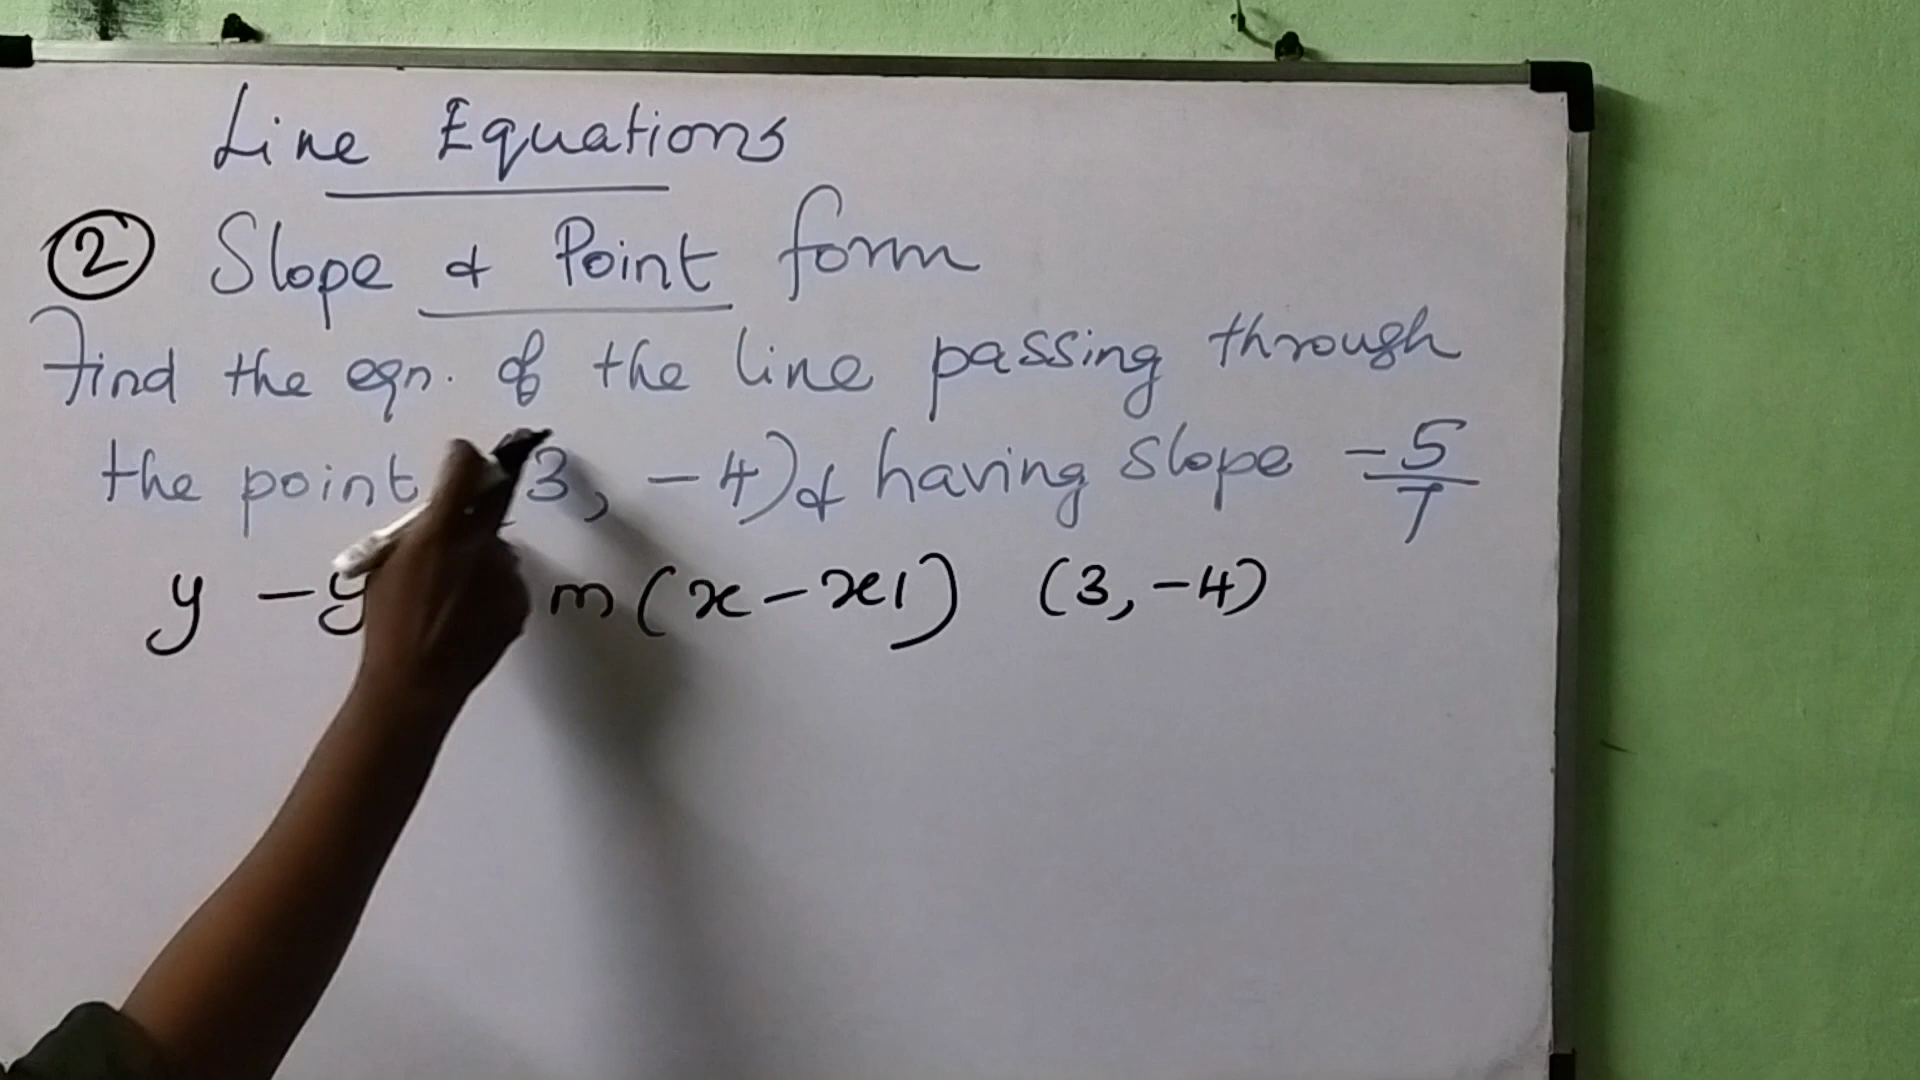 Line Equations
② Slope & Point form
Find the eqn. of the line passing through
the point 3, -4) & having slope -5/7
y - y m(x - x1) (3, -4)